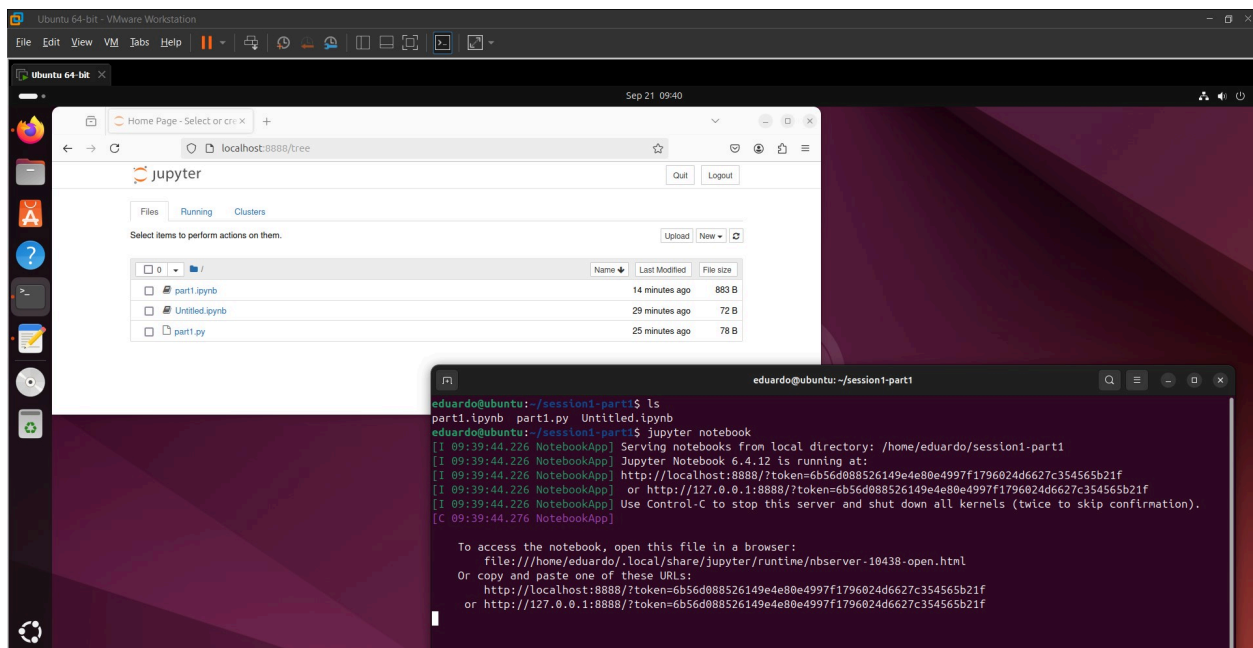 Ubuntu 64-bit - VMware Workstation
File Edit View VM Tabs Help
Ubuntu 64-bit
Sep 21 09:40
Home Page - Select or cre
localhost:8888/tree
jupyter
Quit Logout
Files Running Clusters
Select items to perform actions on them.
Upload New
0 /
Name Last Modified File size
part1.ipynb 14 minutes ago 883 B
Untitled.ipynb 29 minutes ago 72 B
part1.py 25 minutes ago 78 B
eduardo@ubuntu: ~/session1-part1
eduardo@ubuntu:~/session1-part1$ ls
part1.ipynb part1.py Untitled.ipynb
eduardo@ubuntu:~/session1-part1$ jupyter notebook
[I 09:39:44.226 NotebookApp] Serving notebooks from local directory: /home/eduardo/session1-part1
[I 09:39:44.226 NotebookApp] Jupyter Notebook 6.4.12 is running at:
[I 09:39:44.226 NotebookApp] http://localhost:8888/?token=6b56d088526149e4e80e4997f1796024d6627c354565b21f
[I 09:39:44.226 NotebookApp] or http://127.0.0.1:8888/?token=6b56d088526149e4e80e4997f1796024d6627c354565b21f
[I 09:39:44.226 NotebookApp] Use Control-C to stop this server and shut down all kernels (twice to skip confirmation).
[C 09:39:44.276 NotebookApp]
To access the notebook, open this file in a browser:
file:///home/eduardo/.local/share/jupyter/runtime/nbserver-10438-open.html
Or copy and paste one of these URLs:
http://localhost:8888/?token=6b56d088526149e4e80e4997f1796024d6627c354565b21f
or http://127.0.0.1:8888/?token=6b56d088526149e4e80e4997f1796024d6627c354565b21f